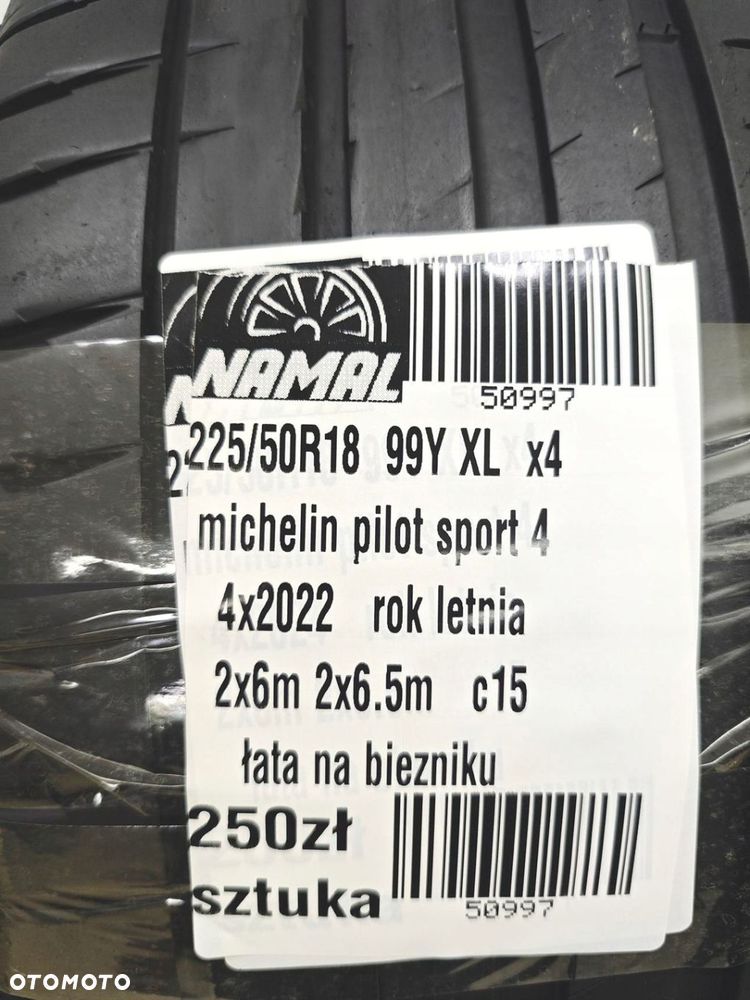 NAMAL
50997
225/50R18 99Y XL x4
michelin pilot sport 4
4x2022 rok letnia
2x6m 2x6.5m c15
łata na biezniku
250zł
sztuka
50997
OTOMOTO